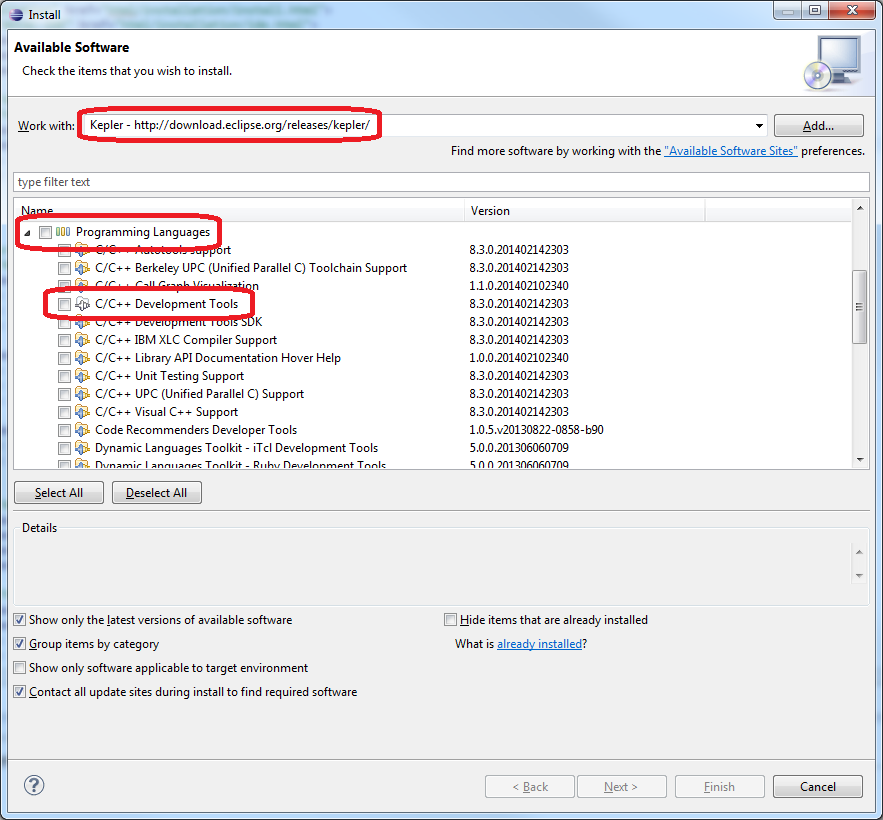 Install
Available Software
Check the items that you wish to install.
Work with: Kepler - http://download.eclipse.org/releases/kepler/ Add...
Find more software by working with the "Available Software Sites" preferences.
type filter text
Name Version
Programming Languages
C/C++ Autotools support 8.3.0.201402142303
C/C++ Berkeley UPC (Unified Parallel C) Toolchain Support 8.3.0.201402142303
C/C++ Call Graph Visualization 1.1.0.201402102340
C/C++ Development Tools 8.3.0.201402142303
C/C++ Development Tools SDK 8.3.0.201402142303
C/C++ IBM XLC Compiler Support 8.3.0.201402142303
C/C++ Library API Documentation Hover Help 1.0.0.201402102340
C/C++ Unit Testing Support 8.3.0.201402142303
C/C++ UPC (Unified Parallel C) Support 8.3.0.201402142303
C/C++ Visual C++ Support 8.3.0.201402142303
Code Recommenders Developer Tools 1.0.5.v20130822-0858-b90
Dynamic Languages Toolkit - iTcl Development Tools 5.0.0.201306060709
Dynamic Languages Toolkit - Ruby Development Tools 5.0.0.201306060709
Select All Deselect All
Details
Show only the latest versions of available software Hide items that are already installed
Group items by category What is already installed?
Show only software applicable to target environment
Contact all update sites during install to find required software
? < Back Next > Finish Cancel